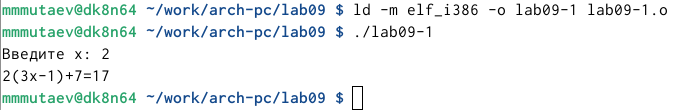 mmmutaev@dk8n64 ~/work/arch-pc/lab09 $ ld -m elf_i386 -o lab09-1 lab09-1.o
mmmutaev@dk8n64 ~/work/arch-pc/lab09 $ ./lab09-1
Введите x: 2
2(3x-1)+7=17
mmmutaev@dk8n64 ~/work/arch-pc/lab09 $